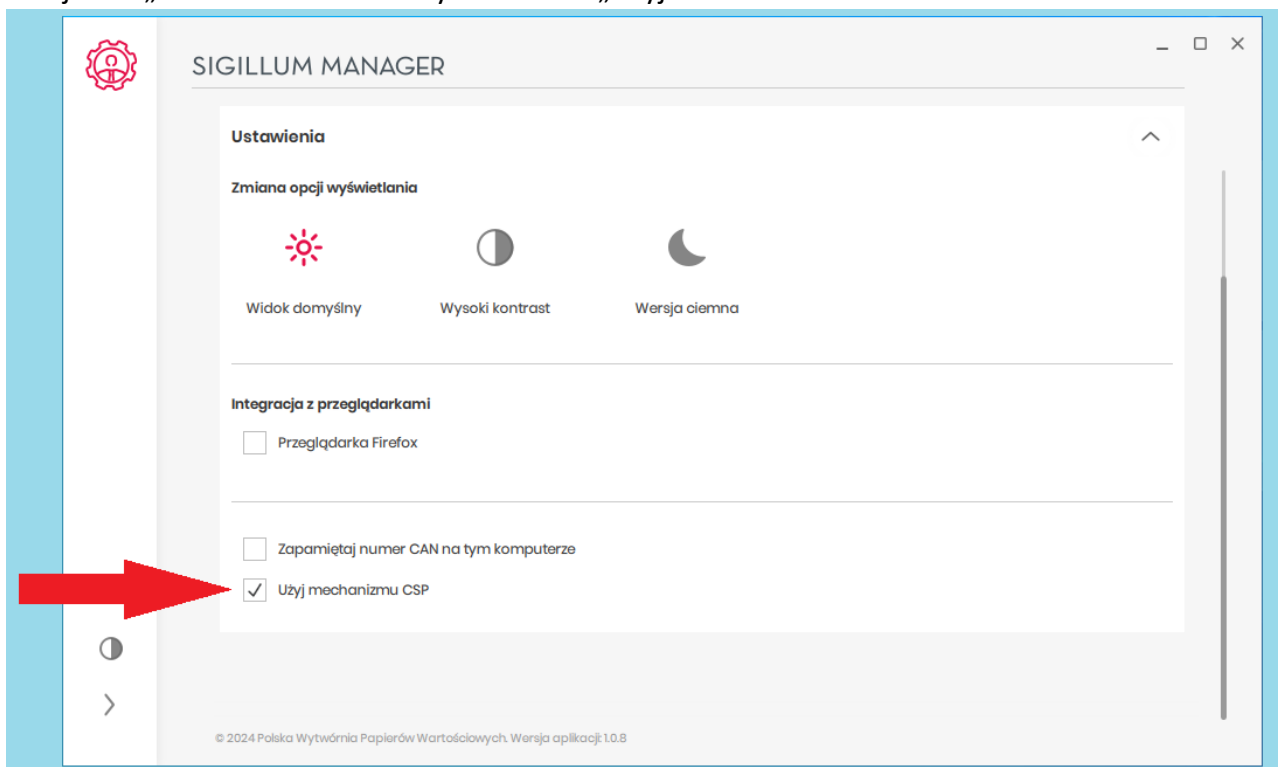 SIGILLUM MANAGER
Ustawienia
Zmiana opcji wyświetlania
Widok domyślny Wysoki kontrast Wersja ciemna
Integracja z przeglądarkami
Przeglądarka Firefox
Zapamiętaj numer CAN na tym komputerze
Użyj mechanizmu CSP
© 2024 Polska Wytwórnia Papierów Wartościowych. Wersja aplikacji: 1.0.8